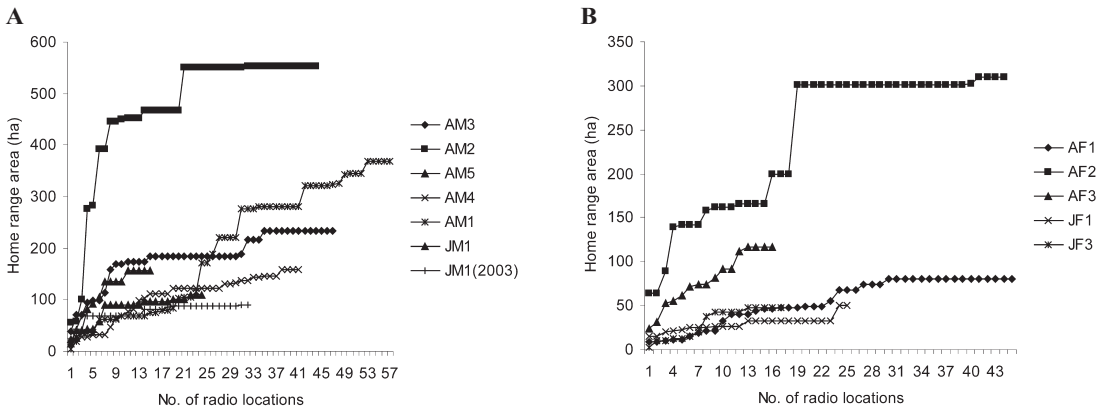 A
Home range area (ha)
600
500
400
300
200
100
0
1 5 9 13 17 21 25 29 33 37 41 45 49 53 57
No. of radio locations
AM3
AM2
AM5
AM4
AM1
JM1
JM1(2003)
B
Home range area (ha)
350
300
250
200
150
100
50
0
1 4 7 10 13 16 19 22 25 28 31 34 37 40 43
No. of radio locations
AF1
AF2
AF3
JF1
JF3